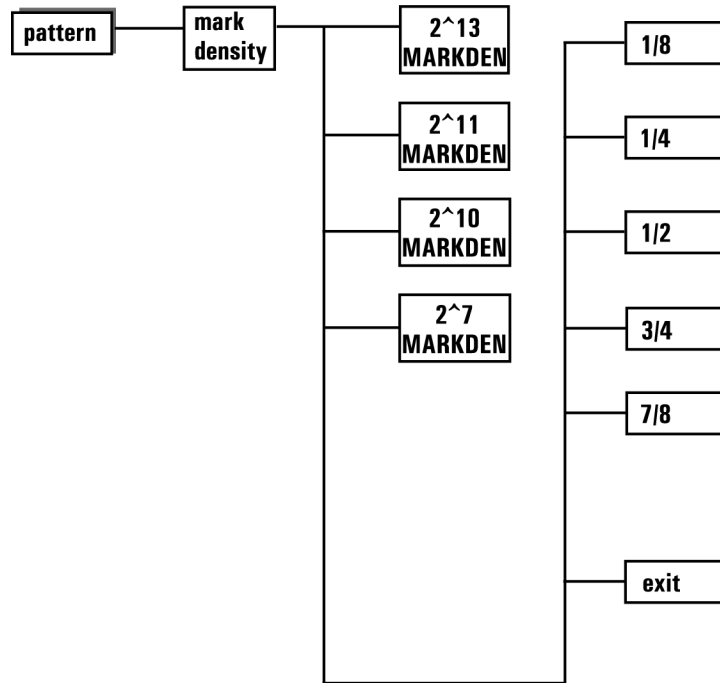 pattern
mark
density
2^13
MARKDEN
2^11
MARKDEN
2^10
MARKDEN
2^7
MARKDEN
1/8
1/4
1/2
3/4
7/8
exit